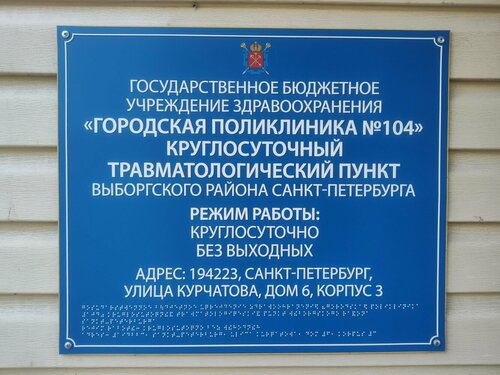 ГОСУДАРСТВЕННОЕ БЮДЖЕТНОЕ
УЧРЕЖДЕНИЕ ЗДРАВООХРАНЕНИЯ
«ГОРОДСКАЯ ПОЛИКЛИНИКА №104»
КРУГЛОСУТОЧНЫЙ
ТРАВМАТОЛОГИЧЕСКИЙ ПУНКТ
ВЫБОРГСКОГО РАЙОНА САНКТ-ПЕТЕРБУРГА
РЕЖИМ РАБОТЫ:
КРУГЛОСУТОЧНО
БЕЗ ВЫХОДНЫХ
АДРЕС: 194223, САНКТ-ПЕТЕРБУРГ,
УЛИЦА КУРЧАТОВА, ДОМ 6, КОРПУС 3